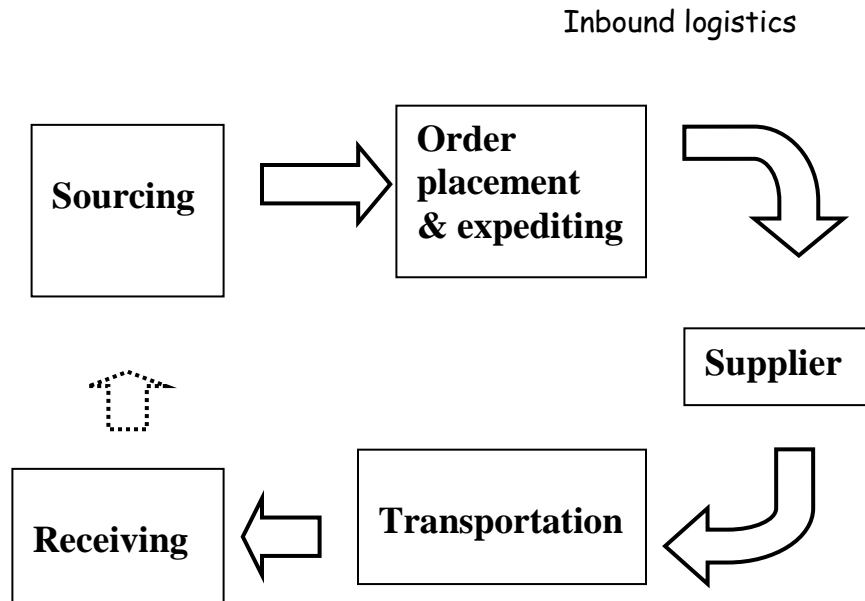 Inbound logistics
Sourcing
Order
placement
& expediting
Supplier
Transportation
Receiving